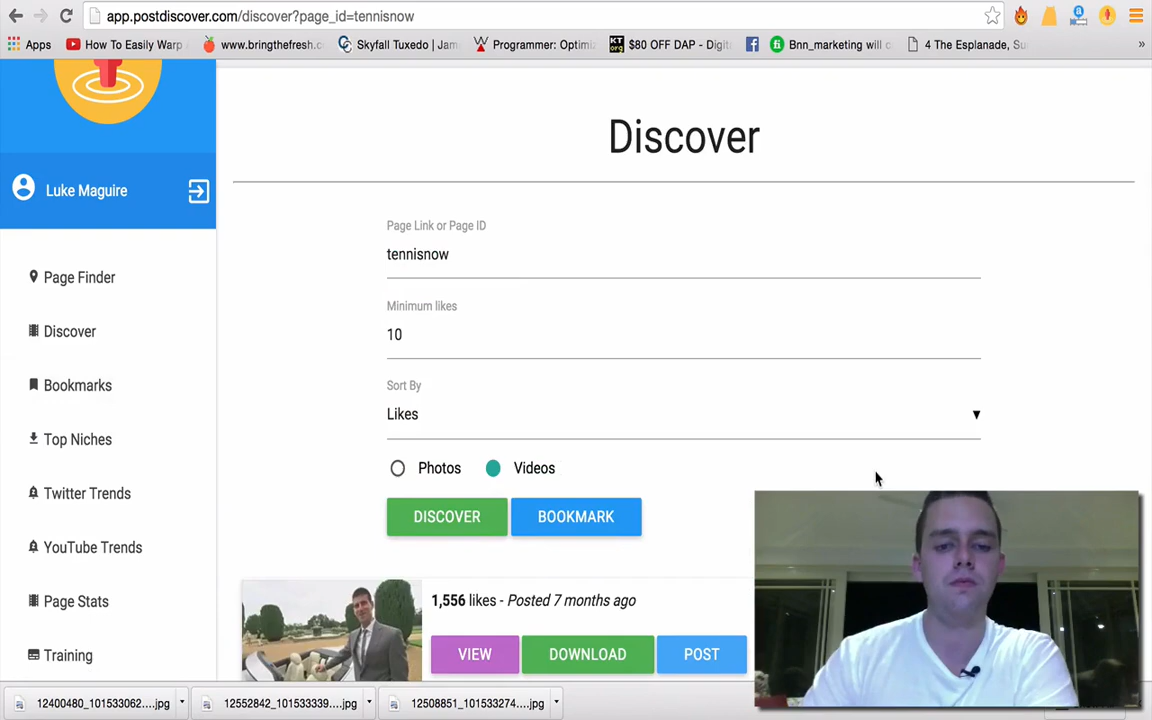 app.postdiscover.com/discover?page_id=tennisnow
Apps
How To Easily Warp
www.bringthefresh.c
Skyfall Tuxedo | Jam
Programmer: Optimiz
$80 OFF DAP - Digit
Bnn_marketing will c
4 The Esplanade, Su
»
Discover
Luke Maguire
Page Link or Page ID
tennisnow
Page Finder
Minimum likes
10
Discover
Bookmarks
Sort By
Likes
Top Niches
Photos
Videos
Twitter Trends
DISCOVER
BOOKMARK
YouTube Trends
Page Stats
1,556 likes - Posted 7 months ago
VIEW
DOWNLOAD
POST
Training
12400480_101533062....jpg
12552842_101533339....jpg
12508851_101533274....jpg